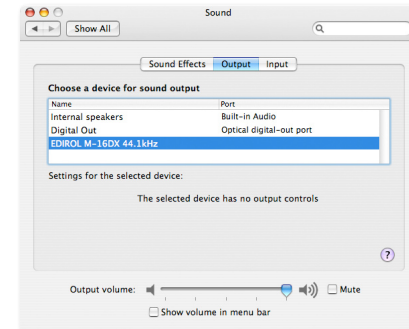 Sound
Show All
Sound Effects Output Input
Choose a device for sound output
Name Port
Internal speakers Built-in Audio
Digital Out Optical digital-out port
EDIROL M-16DX 44.1kHz
Settings for the selected device:
The selected device has no output controls
?
Output volume: Mute
Show volume in menu bar